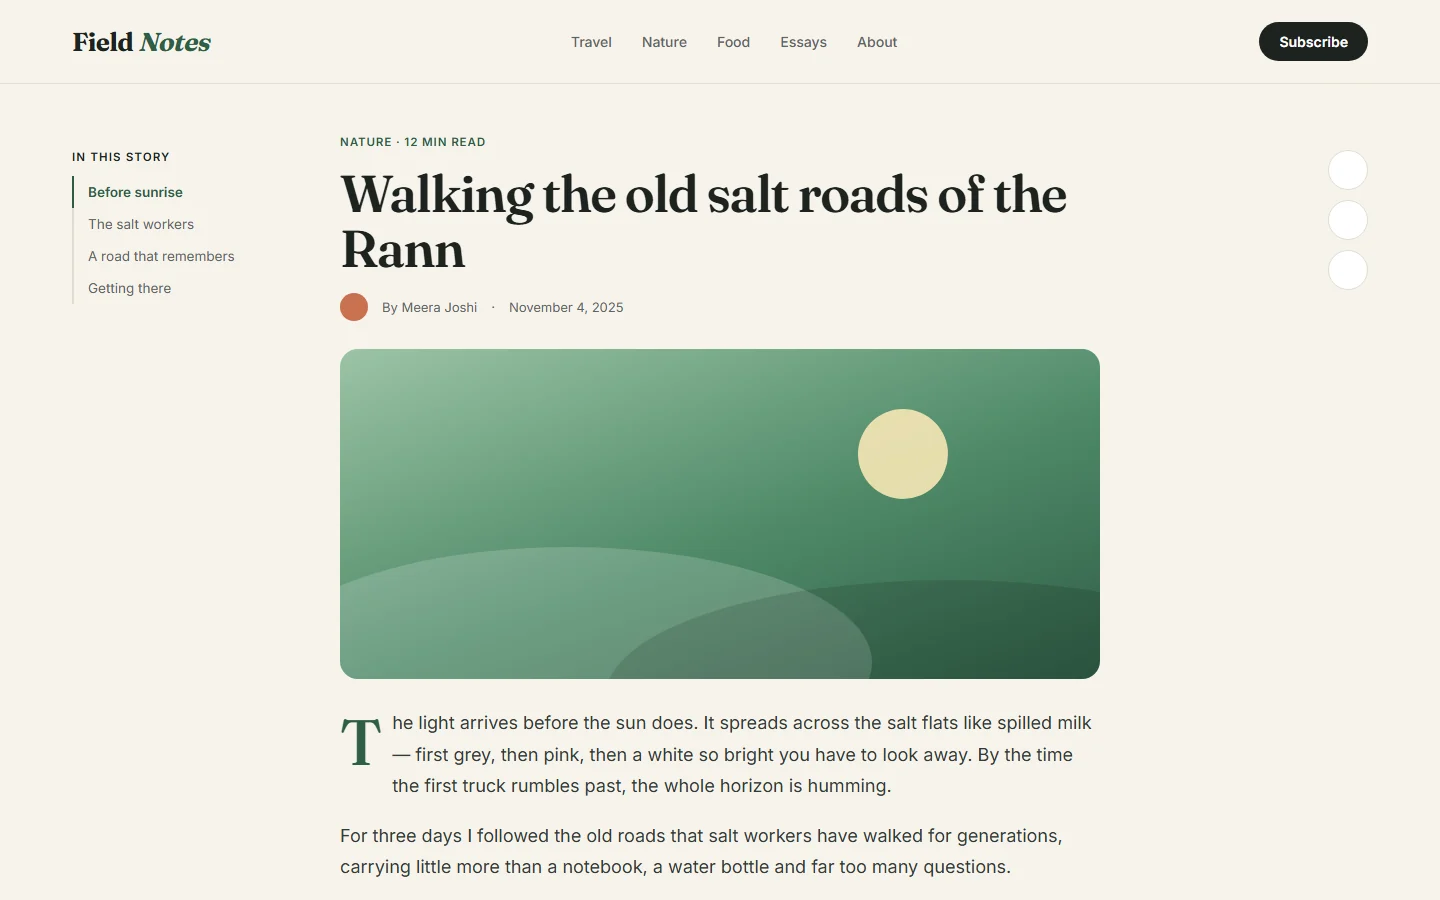 Field Notes
Travel Nature Food Essays About
Subscribe
IN THIS STORY
Before sunrise
The salt workers
A road that remembers
Getting there
NATURE · 12 MIN READ
Walking the old salt roads of the
Rann
By Meera Joshi · November 4, 2025
The light arrives before the sun does. It spreads across the salt flats like spilled milk
— first grey, then pink, then a white so bright you have to look away. By the time
the first truck rumbles past, the whole horizon is humming.
For three days I followed the old roads that salt workers have walked for generations,
carrying little more than a notebook, a water bottle and far too many questions.